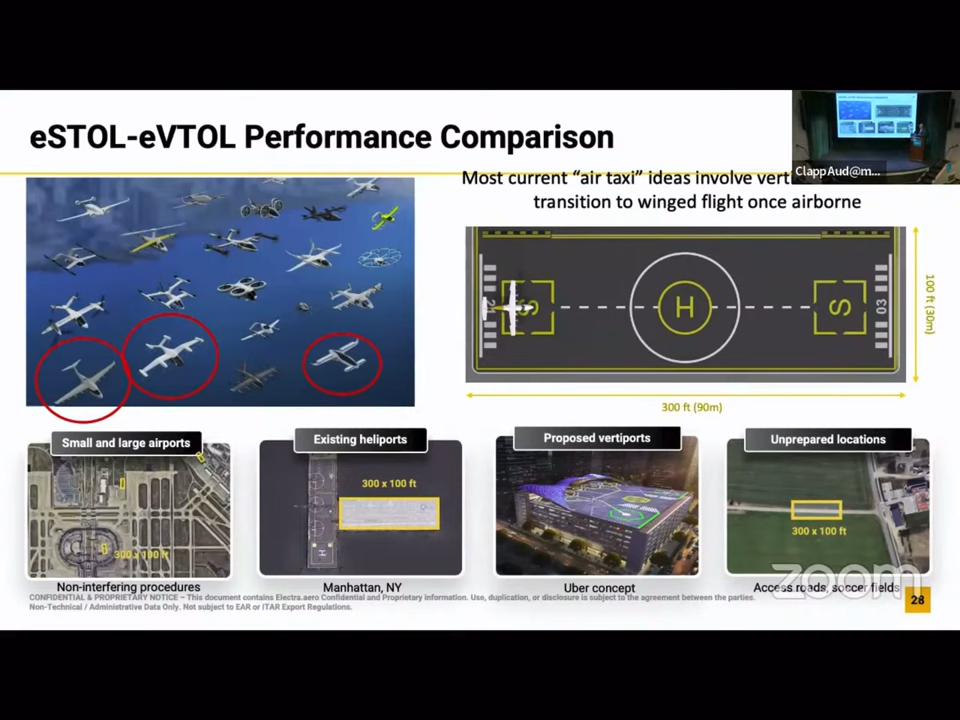 eSTOL-eVTOL Performance Comparison
ClappAud@m...
Most current "air taxi" ideas involve
transition to winged flight once airborne
S
H
S
03
100 ft (30m)
300 ft (90m)
Small and large airports
Existing heliports
Proposed vertiports
Unprepared locations
300 x 100 ft
300 x 100 ft
300 x 100 ft
H
Non-interfering procedures
Manhattan, NY
Uber concept
Access roads, soccer fields
zoom
CONFIDENTIAL & PROPRIETARY NOTICE – This document contains Electra.aero Confidential and Proprietary information. Use, duplication, or disclosure is subject to the agreement between the parties.
Non-Technical / Administrative Data Only. Not subject to EAR or ITAR Export Regulations.
28